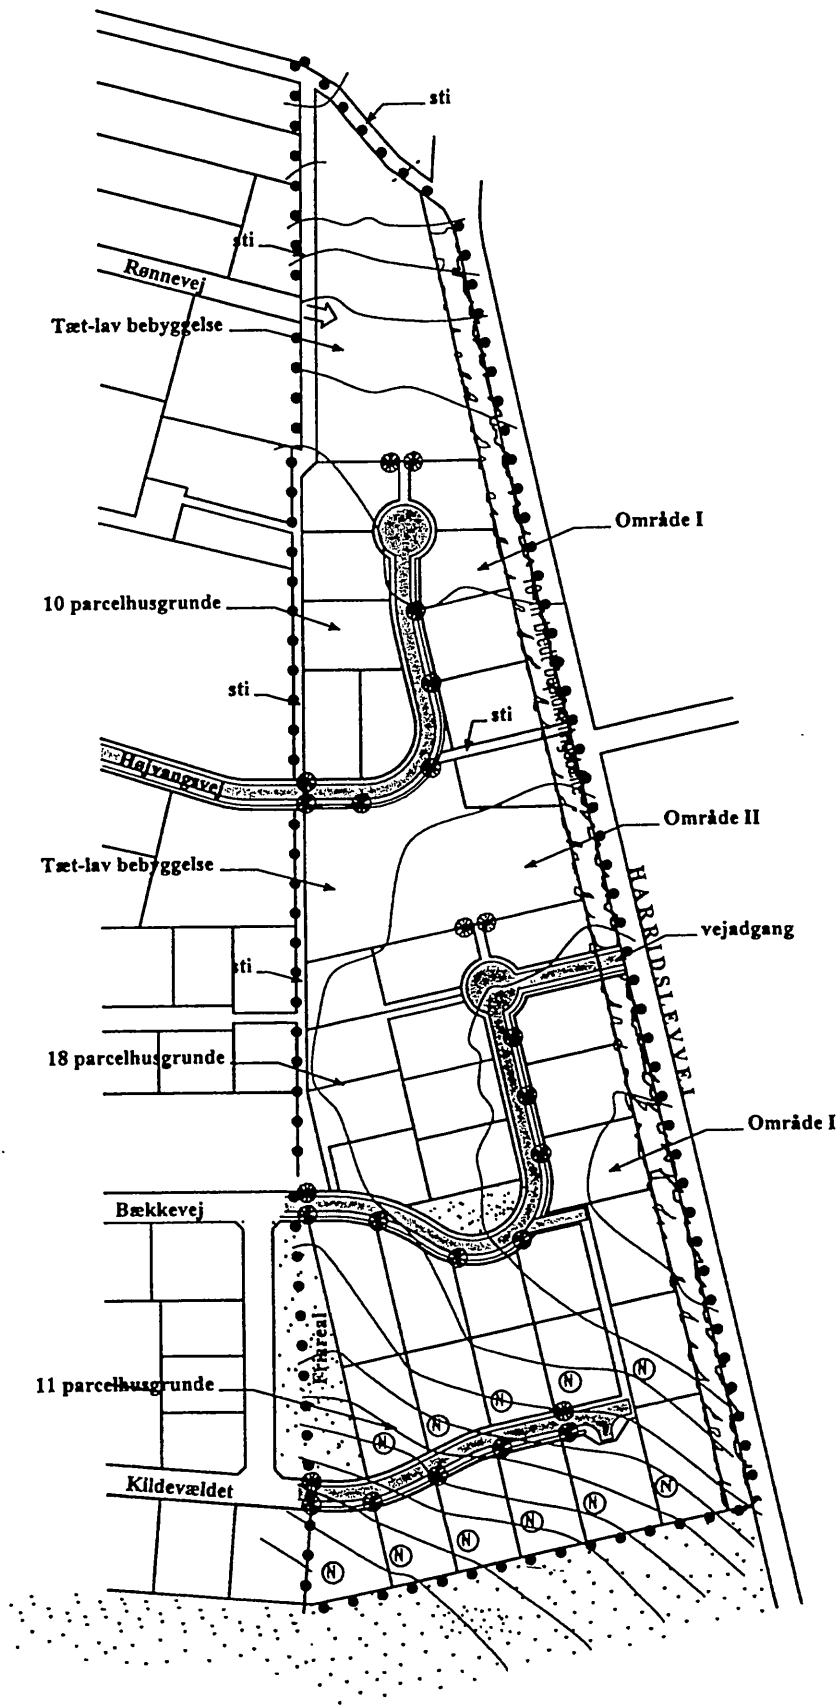 sti
sti
Rønnevej
Tæt-lav bebyggelse
Område I
10 parcelhusgrunde
sti
sti
Højvangsvej
Område II
Tæt-lav bebyggelse
HARRIDSLEVVEJ
vejadgang
sti
18 parcelhusgrunde
Område I
Bækkevej
Friareal
11 parcelhusgrunde
N
N
N
N
N
Kildevældet
N
N
N
N
N
N